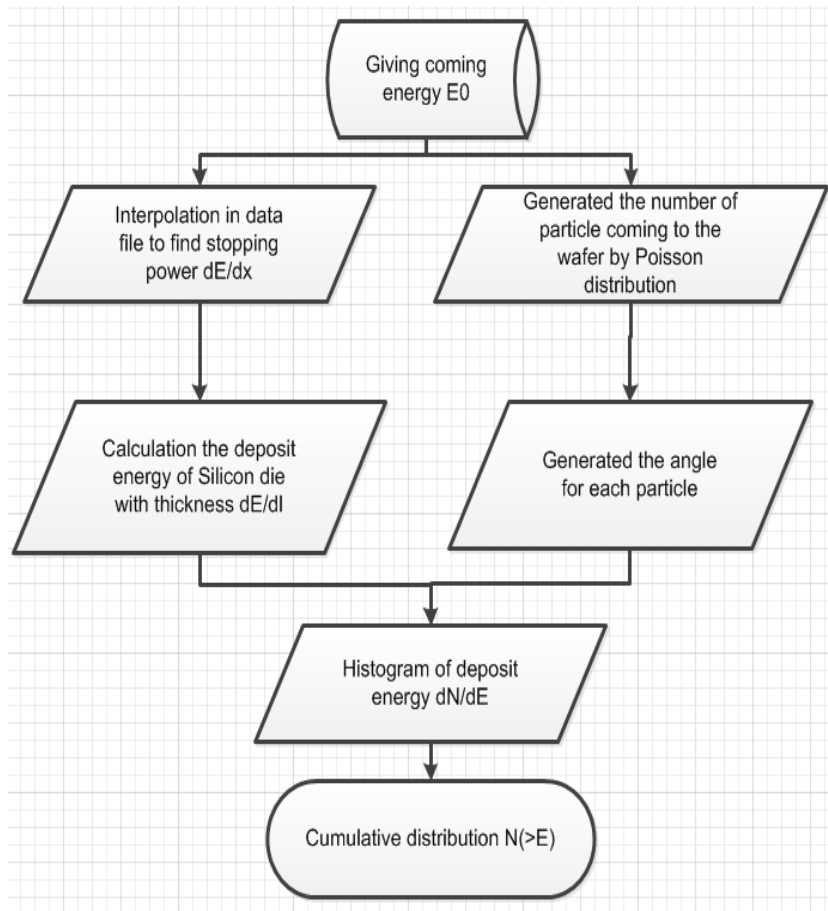 Giving coming
energy E0
Interpolation in data
file to find stopping
power dE/dx
Generated the number of
particle coming to the
wafer by Poisson
distribution
Calculation the deposit
energy of Silicon die
with thickness dE/dl
Generated the angle
for each particle
Histogram of deposit
energy dN/dE
Cumulative distribution N(>E)